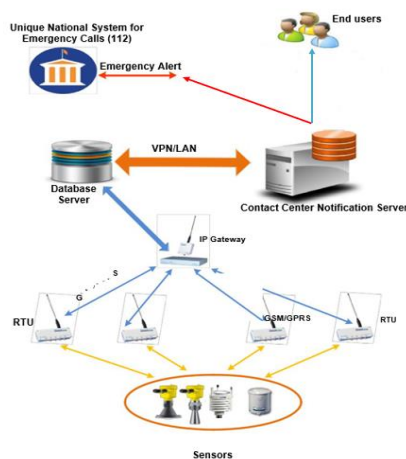 Unique National System for
Emergency Calls (112)
End users
Emergency Alert
VPN/LAN
Database
Server
Contact Center Notification Server
IP Gateway
G S
RTU
GSM/GPRS
RTU
Sensors